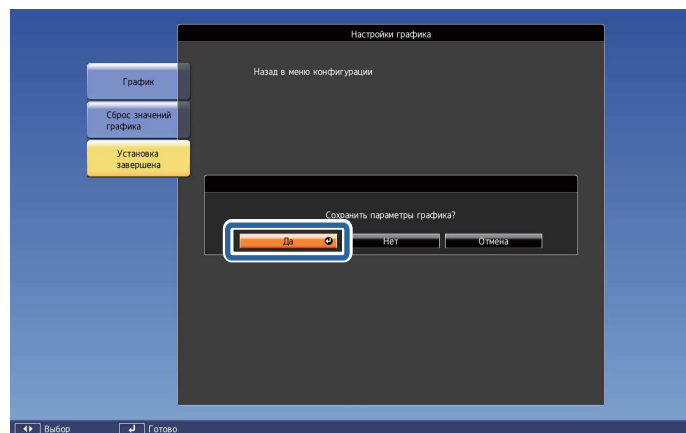 Настройки графика
Назад в меню конфигурации
График
Сброс значений
графика
Установка
завершена
Сохранить параметры графика?
Да Нет Отмена
Выбор Готово